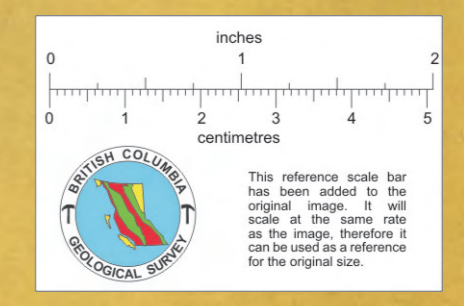 inches
0 1 2
0 1 2 3 4 5
centimetres
BRITISH COLUMBIA
GEOLOGICAL SURVEY
This reference scale bar
has been added to the
original image. It will
scale at the same rate
as the image, therefore it
can be used as a reference
for the original size.